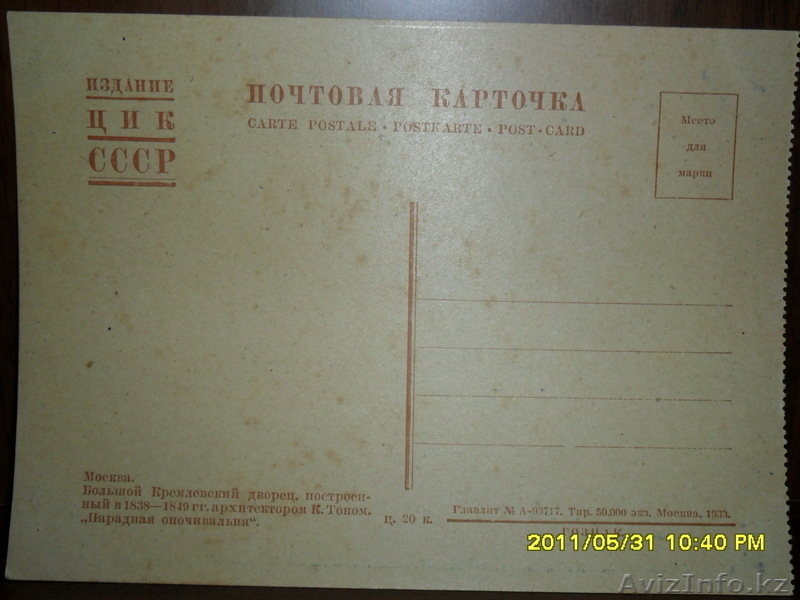 ИЗДАНИЕ
ЦИК
СССР
ПОЧТОВАЯ КАРТОЧКА
CARTE POSTALE • POSTKARTE • POST-CARD
Место
для
марки
Москва.
Большой Кремлевский дворец, построен-
ный в 1838—1849 гг. архитектором К. Тоном.
„Парадная опочивальня“.
ц. 20 к.
Главлит № А-90717. Тир. 50.000 экз. Москва, 1933.
ГОЗНАК
2011/05/31 10:40 PM
AvizInfo.kz